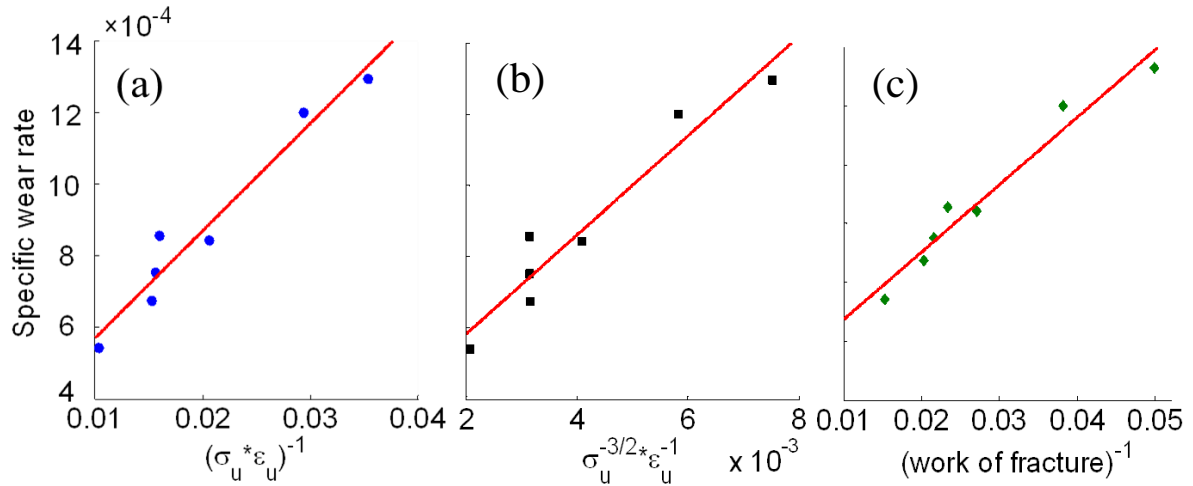 ×10⁻⁴
14
12
10
8
6
4
Specific wear rate
(a)
0.01 0.02 0.03 0.04
(σᵤ*εᵤ)⁻¹
(b)
2 4 6 8
σᵤ⁻³/²*εᵤ⁻¹ x 10⁻³
(c)
0.01 0.02 0.03 0.04 0.05
(work of fracture)⁻¹